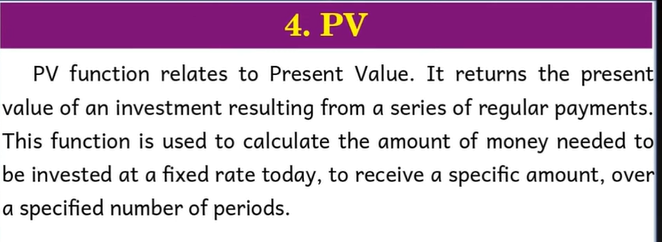 4. PV
PV function relates to Present Value. It returns the present
value of an investment resulting from a series of regular payments.
This function is used to calculate the amount of money needed to
be invested at a fixed rate today, to receive a specific amount, over
a specified number of periods.